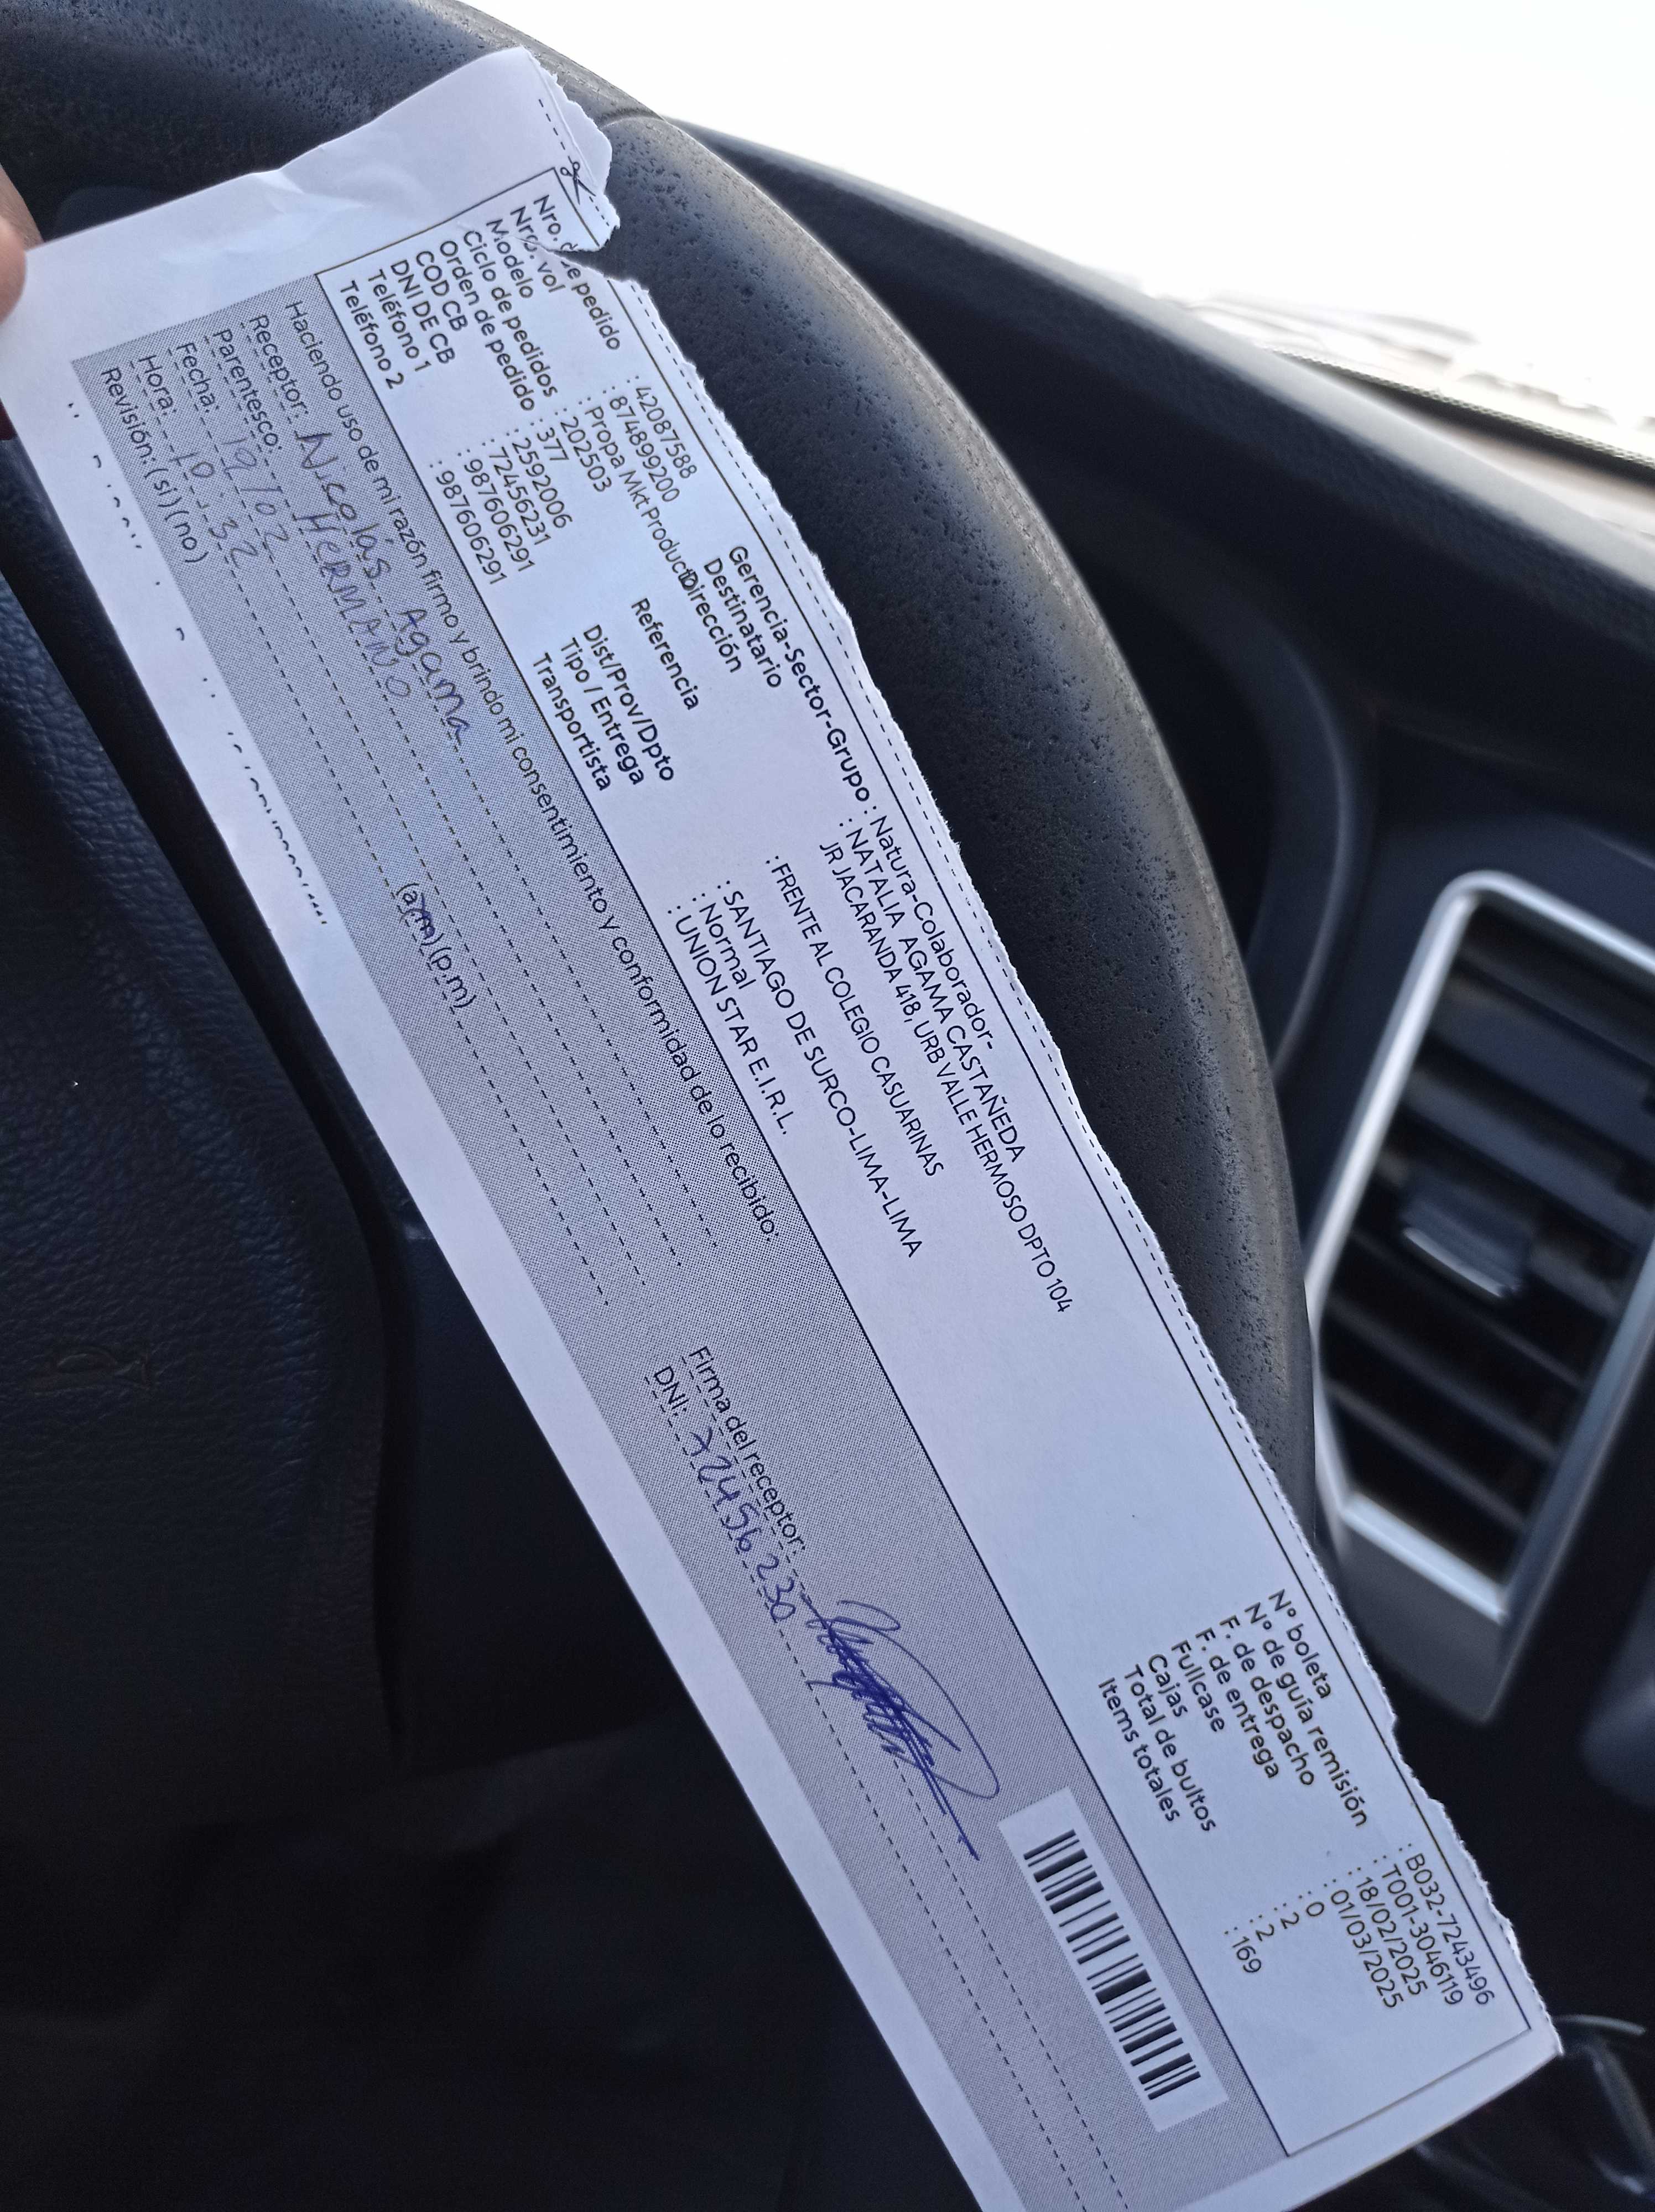 Nro. de pedido : 42087588
Nro. vol : 874899200
Modelo : Propa Mkt Producto
Ciclo de pedidos : 202503
Orden de pedido : 377
COD CB : 2592006
DNI DE CB : 72456231
Teléfono 1 : 987606291
Teléfono 2 : 987606291
Gerencia-Sector-Grupo : Natura-Colaborador-
Destinatario : NATALIA AGAMA CASTAÑEDA
Dirección JR JACARANDA 418, URB VALLE HERMOSO DPTO 104
Referencia : FRENTE AL COLEGIO CASUARINAS
Dist/Prov/Dpto : SANTIAGO DE SURCO-LIMA-LIMA
Tipo / Entrega : Normal
Transportista : UNION STAR E.I.R.L.
N° boleta : B032-7243496
N° de guía remisión : T001-3046119
F. de despacho : 18/02/2025
F. de entrega : 01/03/2025
Fullcase : 0
Cajas : 2
Total de bultos : 2
Items totales : 169
Haciendo uso de mi razón firmo y brindo mi consentimiento y conformidad de lo recibido:
Receptor: Nicolás Agama
Parentesco: HERMANO
Fecha: 19/02
Hora: 10:32 (a.m) (p.m)
Revisión: (si) (no)
Firma del receptor:
DNI: 72456230